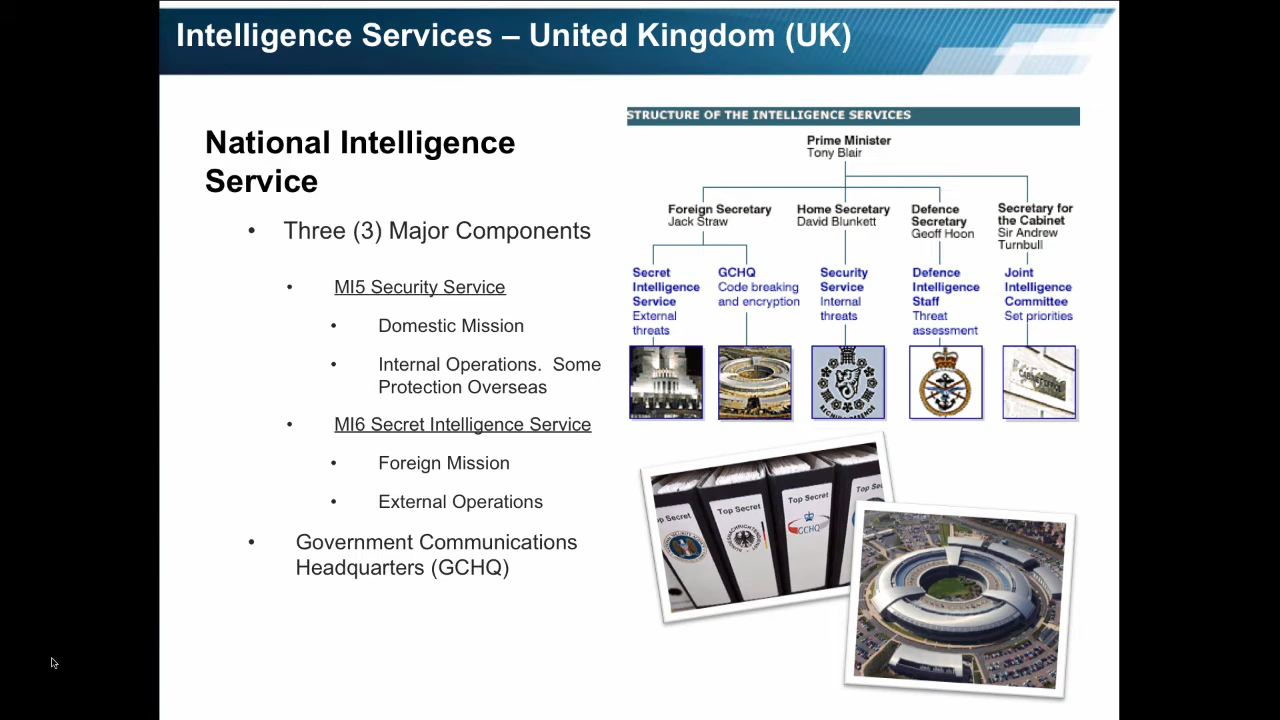 Intelligence Services – United Kingdom (UK)
National Intelligence
Service
• Three (3) Major Components
• MI5 Security Service
• Domestic Mission
• Internal Operations. Some
Protection Overseas
• MI6 Secret Intelligence Service
• Foreign Mission
• External Operations
• Government Communications
Headquarters (GCHQ)
STRUCTURE OF THE INTELLIGENCE SERVICES
Prime Minister
Tony Blair
Foreign Secretary
Jack Straw
Home Secretary
David Blunkett
Defence
Secretary
Geoff Hoon
Secretary for
the Cabinet
Sir Andrew
Turnbull
Secret
Intelligence
Service
External
threats
GCHQ
Code breaking
and encryption
Security
Service
Internal
threats
Defence
Intelligence
Staff
Threat
assessment
Joint
Intelligence
Committee
Set priorities
Top Secret
Top Secret
Top Secret
GCHQ